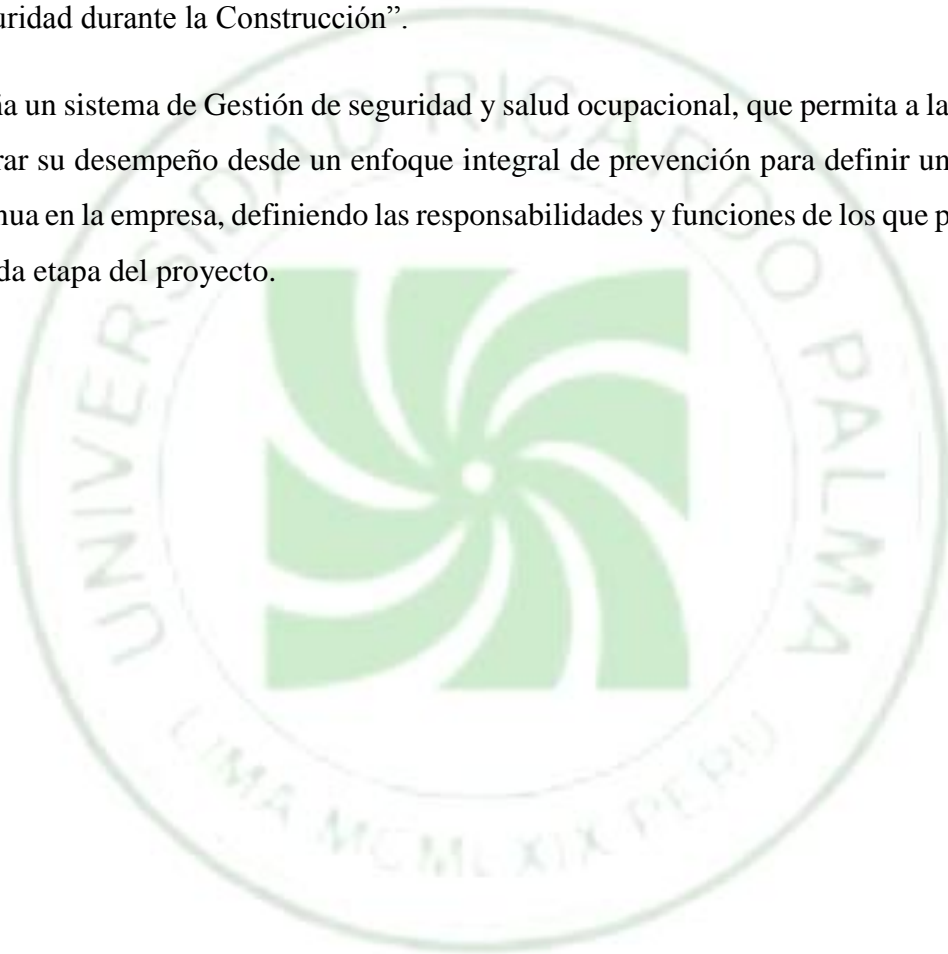 uridad durante la Construcción”.
ña un sistema de Gestión de seguridad y salud ocupacional, que permita a la
rar su desempeño desde un enfoque integral de prevención para definir un
nua en la empresa, definiendo las responsabilidades y funciones de los que p
da etapa del proyecto.
UNIVERSIDAD RICARDO PALMA
LIMA MCMLXIX PERU